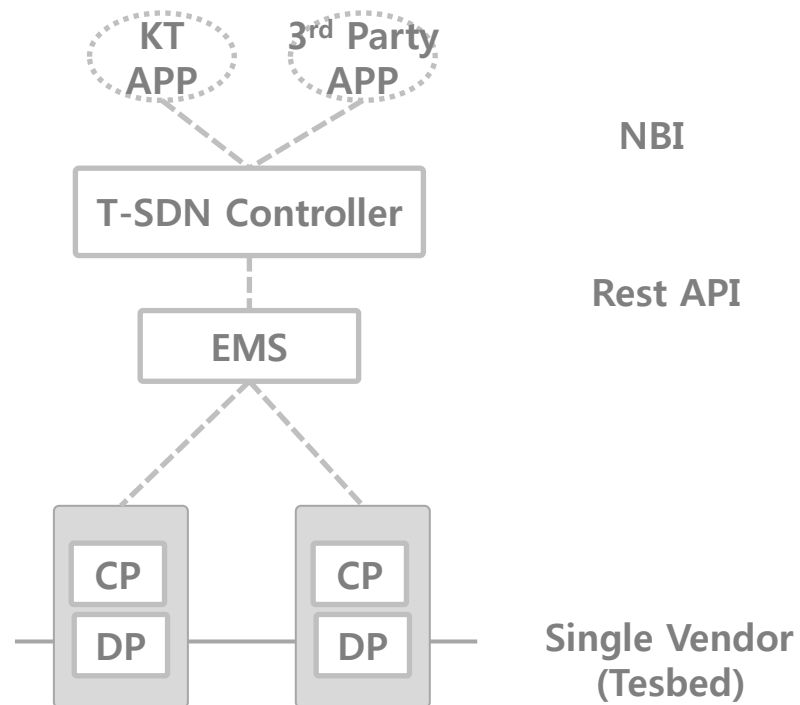 KT
APP
3rd Party
APP
NBI
T-SDN Controller
Rest API
EMS
CP
DP
CP
DP
Single Vendor
(Tesbed)